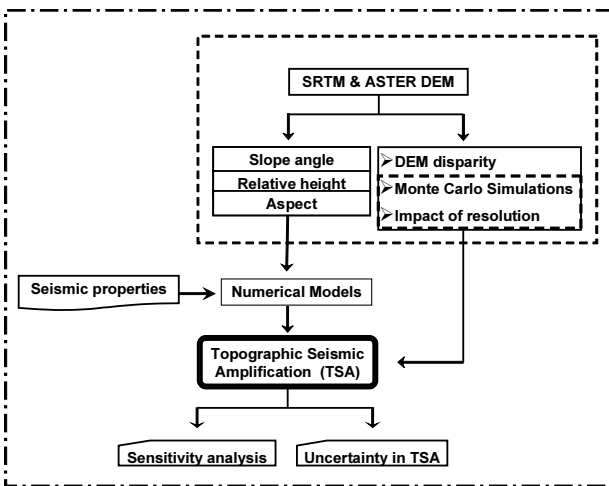 SRTM & ASTER DEM
Slope angle
Relative height
Aspect
➢DEM disparity
➢Monte Carlo Simulations
➢Impact of resolution
Seismic properties
Numerical Models
Topographic Seismic
Amplification (TSA)
Sensitivity analysis
Uncertainty in TSA